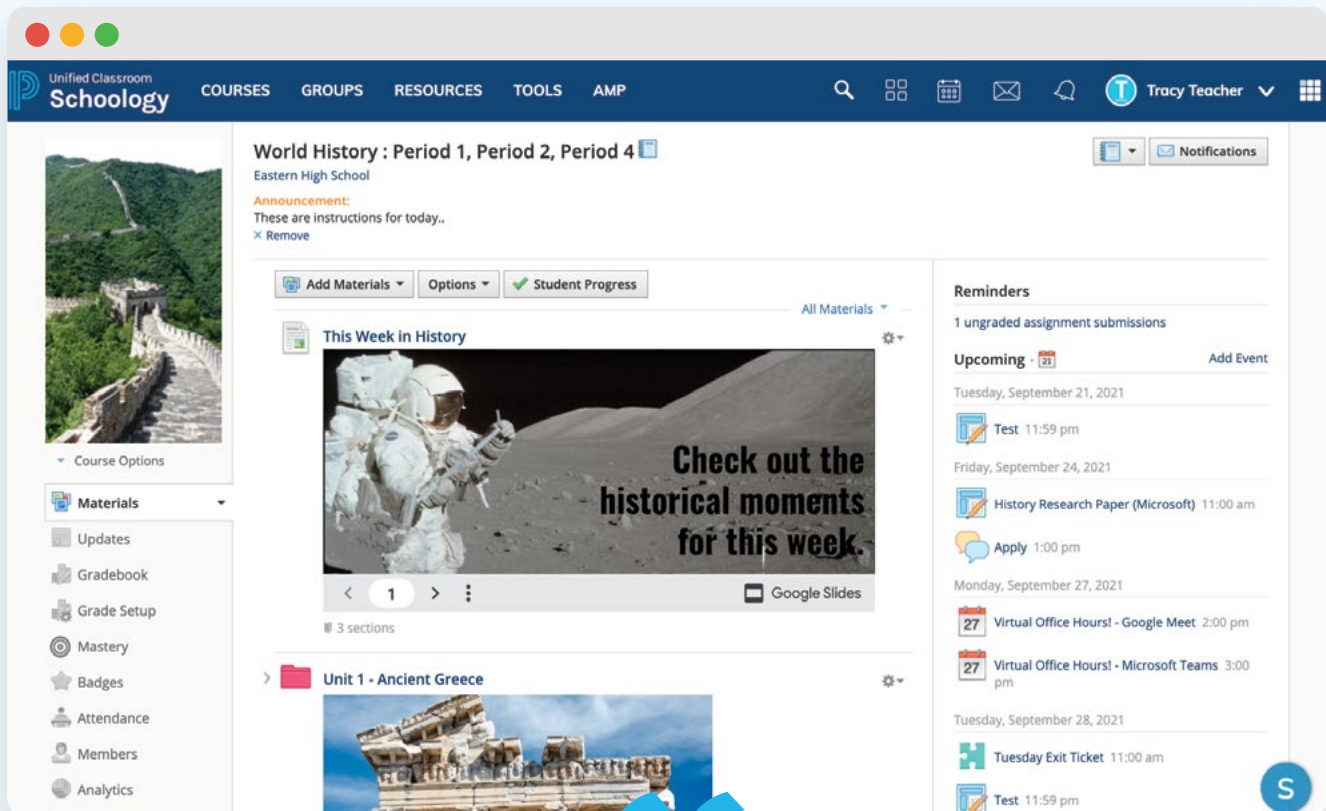 Unified Classroom
Schoology
COURSES GROUPS RESOURCES TOOLS AMP
T Tracy Teacher
World History : Period 1, Period 2, Period 4
Eastern High School
Announcement:
These are instructions for today..
× Remove
Notifications
Course Options
Materials
Updates
Gradebook
Grade Setup
Mastery
Badges
Attendance
Members
Analytics
Add Materials Options Student Progress
All Materials
This Week in History
Check out the
historical moments
for this week.
1
Google Slides
3 sections
Unit 1 - Ancient Greece
Reminders
1 ungraded assignment submissions
Upcoming · 21 Add Event
Tuesday, September 21, 2021
Test 11:59 pm
Friday, September 24, 2021
History Research Paper (Microsoft) 11:00 am
Apply 1:00 pm
Monday, September 27, 2021
27 Virtual Office Hours! - Google Meet 2:00 pm
27 Virtual Office Hours! - Microsoft Teams 3:00
pm
Tuesday, September 28, 2021
Tuesday Exit Ticket 11:00 am
Test 11:59 pm
S